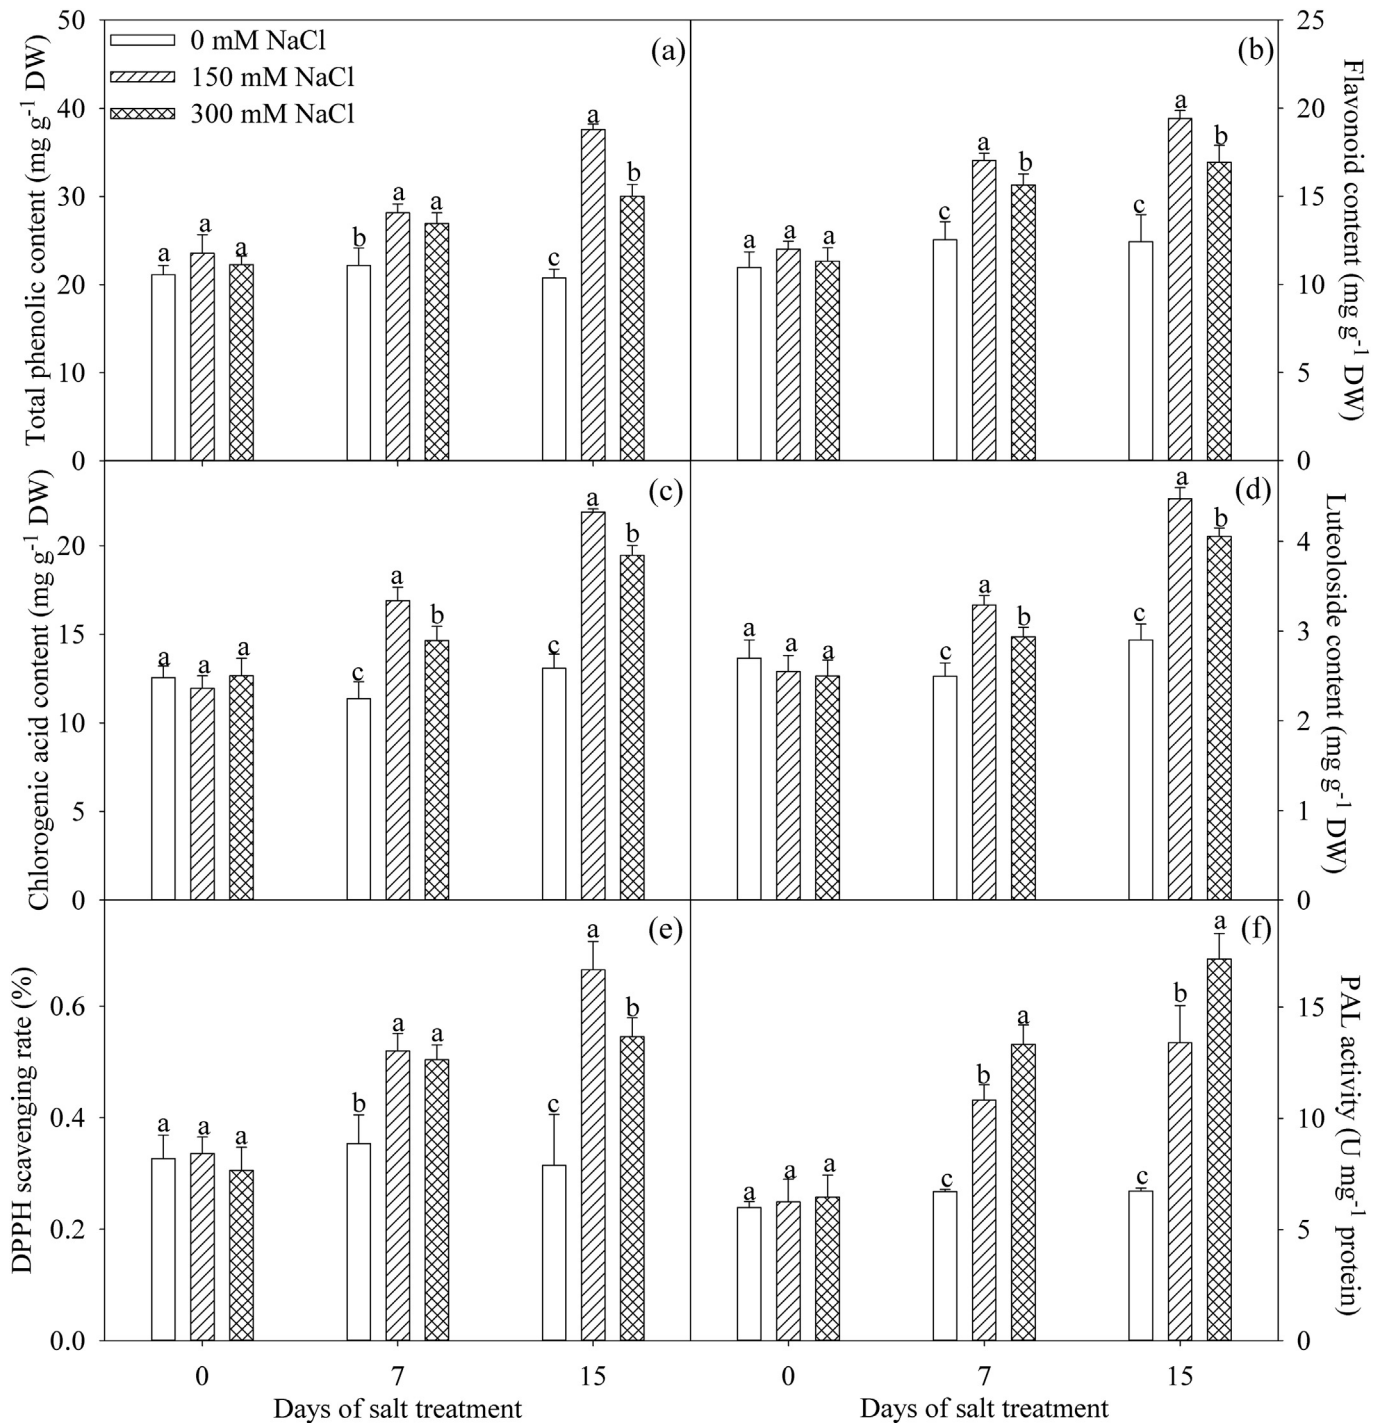 Total phenolic content (mg g-1 DW)
50
40
30
20
10
0
0 mM NaCl
150 mM NaCl
300 mM NaCl
(a)
a
a
a
b
a
a
c
a
b
(b)
a
a
a
c
a
b
c
a
b
25
20
15
10
5
0
Flavonoid content (mg g-1 DW)
Chlorogenic acid content (mg g-1 DW)
20
15
10
5
0
(c)
a
a
a
c
a
b
c
a
b
(d)
a
a
a
c
a
b
c
a
b
4
3
2
1
0
Luteoloside content (mg g-1 DW)
DPPH scavenging rate (%)
0.6
0.4
0.2
0.0
(e)
a
a
a
b
a
a
c
a
b
(f)
a
a
a
c
b
a
c
b
a
15
10
5
0
PAL activity (U mg-1 protein)
0 7 15
0 7 15
Days of salt treatment
Days of salt treatment